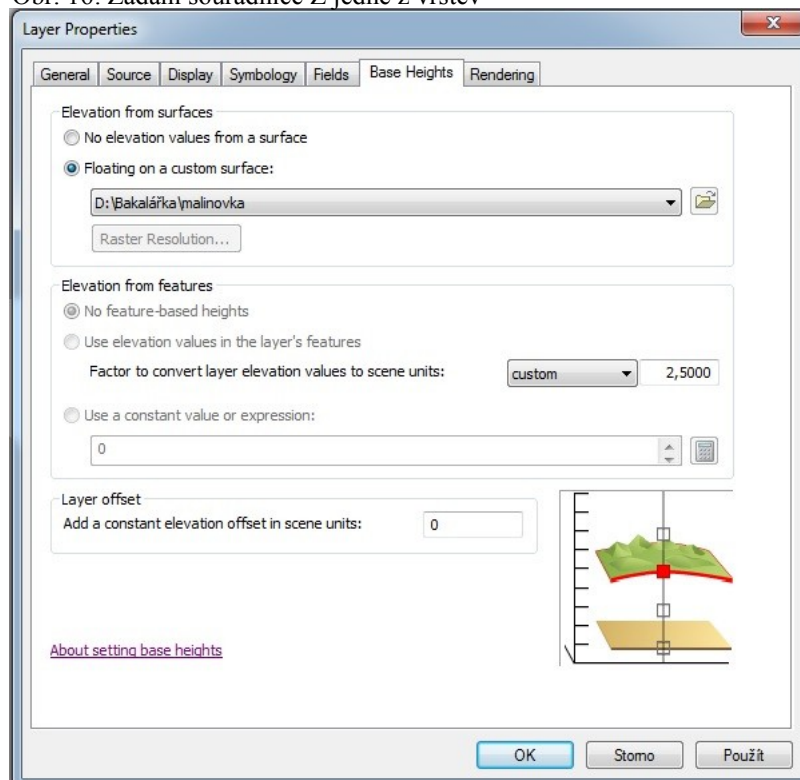 Obr. 16: Zadání souřadnice Z jedné z vrstev
Layer Properties
General Source Display Symbology Fields Base Heights Rendering
Elevation from surfaces
No elevation values from a surface
Floating on a custom surface:
D:\Bakalářka\malinovka
Raster Resolution...
Elevation from features
No feature-based heights
Use elevation values in the layer's features
Factor to convert layer elevation values to scene units: custom 2,5000
Use a constant value or expression:
0
Layer offset
Add a constant elevation offset in scene units: 0
About setting base heights
OK Storno Použít